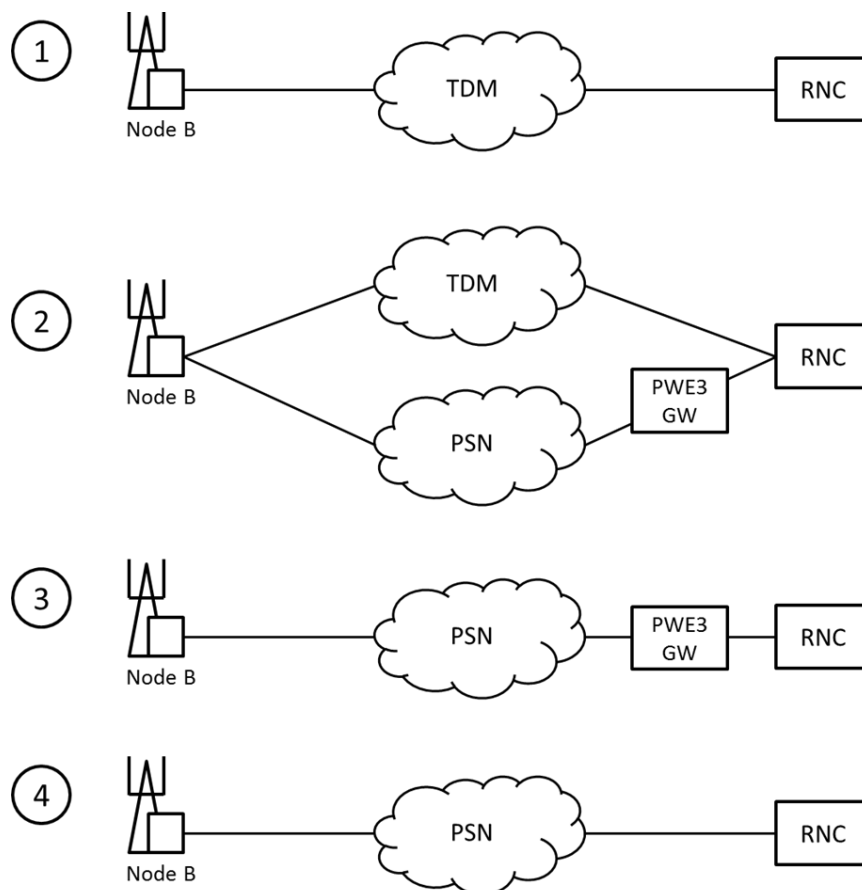 1
TDM
RNC
Node B
2
TDM
RNC
PWE3
GW
Node B
PSN
3
PSN
PWE3
GW
RNC
Node B
4
PSN
RNC
Node B